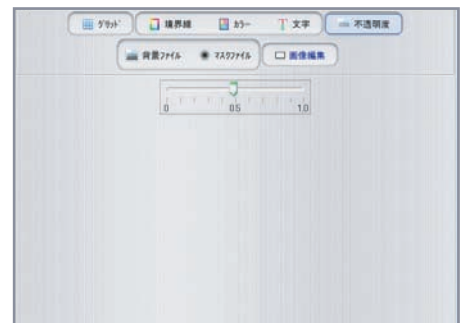 グリッド 境界線 カラー 文字 不透明度
背景ファイル マスクファイル 画像編集
0 0.5 1.0